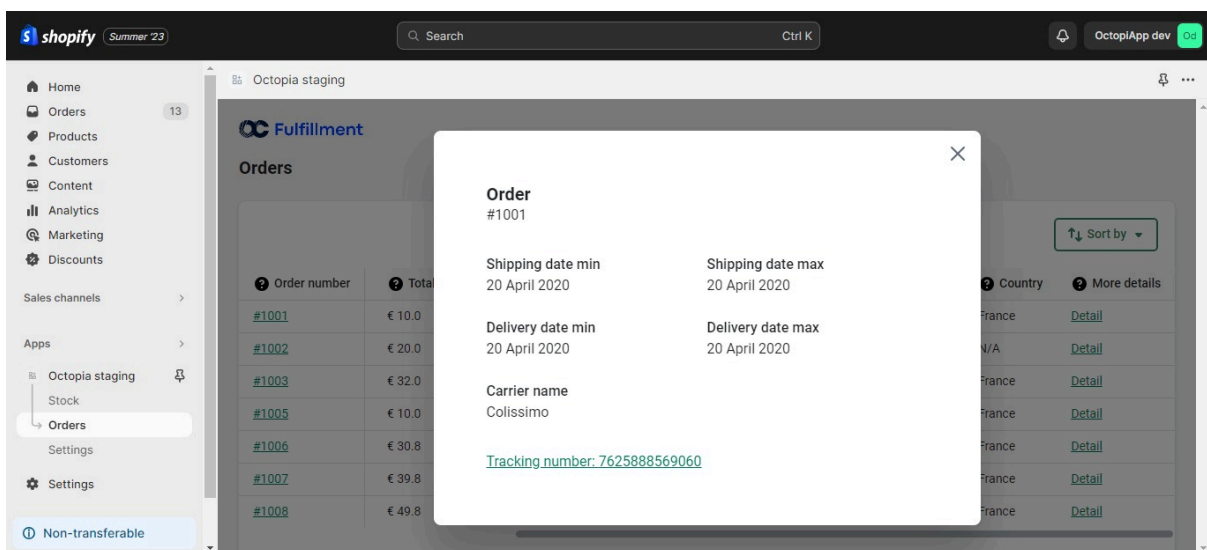 shopify Summer '23
Search Ctrl K
OctopiApp dev Od
Home
Orders 13
Products
Customers
Content
Analytics
Marketing
Discounts
Sales channels
Apps
Octopia staging
Stock
Orders
Settings
Settings
Non-transferable
Octopia staging
OC Fulfillment
Orders
Sort by
Order number Total Country More details
#1001 € 10.0 France Detail
#1002 € 20.0 N/A Detail
#1003 € 32.0 France Detail
#1005 € 10.0 France Detail
#1006 € 30.8 France Detail
#1007 € 39.8 France Detail
#1008 € 49.8 France Detail
Order
#1001
Shipping date min Shipping date max
20 April 2020 20 April 2020
Delivery date min Delivery date max
20 April 2020 20 April 2020
Carrier name
Colissimo
Tracking number: 7625888569060